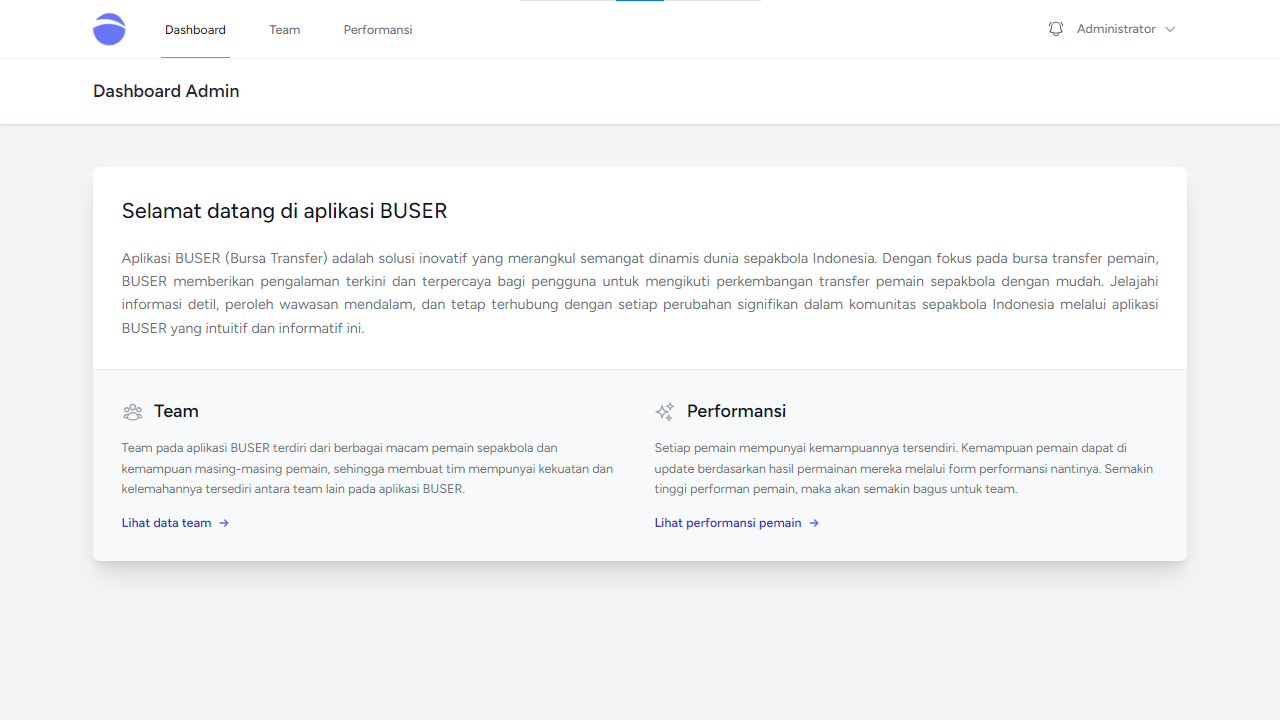 Dashboard
Team
Performansi
Administrator
Dashboard Admin
Selamat datang di aplikasi BUSER
Aplikasi BUSER (Bursa Transfer) adalah solusi inovatif yang merangkul semangat dinamis dunia sepakbola Indonesia. Dengan fokus pada bursa transfer pemain,
BUSER memberikan pengalaman terkini dan terpercaya bagi pengguna untuk mengikuti perkembangan transfer pemain sepakbola dengan mudah. Jelajahi
informasi detil, peroleh wawasan mendalam, dan tetap terhubung dengan setiap perubahan signifikan dalam komunitas sepakbola Indonesia melalui aplikasi
BUSER yang intuitif dan informatif ini.
Team
Team pada aplikasi BUSER terdiri dari berbagai macam pemain sepakbola dan
kemampuan masing-masing pemain, sehingga membuat tim mempunyai kekuatan dan
kelemahannya tersediri antara team lain pada aplikasi BUSER.
Lihat data team →
Performansi
Setiap pemain mempunyai kemampuannya tersendiri. Kemampuan pemain dapat di
update berdasarkan hasil permainan mereka melalui form performansi nantinya. Semakin
tinggi performan pemain, maka akan semakin bagus untuk team.
Lihat performansi pemain →